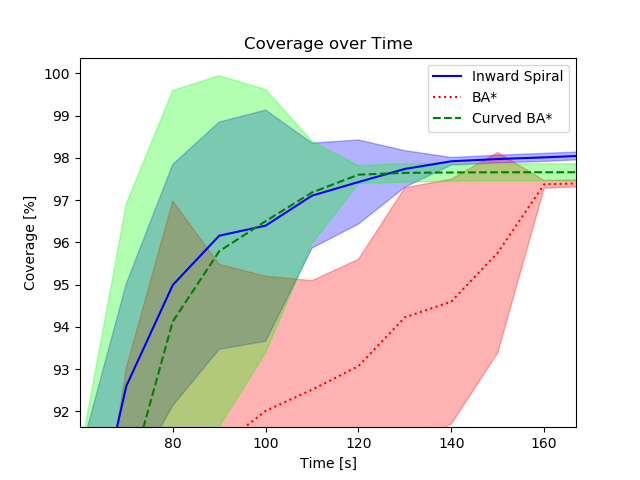 Coverage over Time
Inward Spiral
BA*
Curved BA*
Coverage [%]
100
99
98
97
96
95
94
93
92
80 100 120 140 160
Time [s]